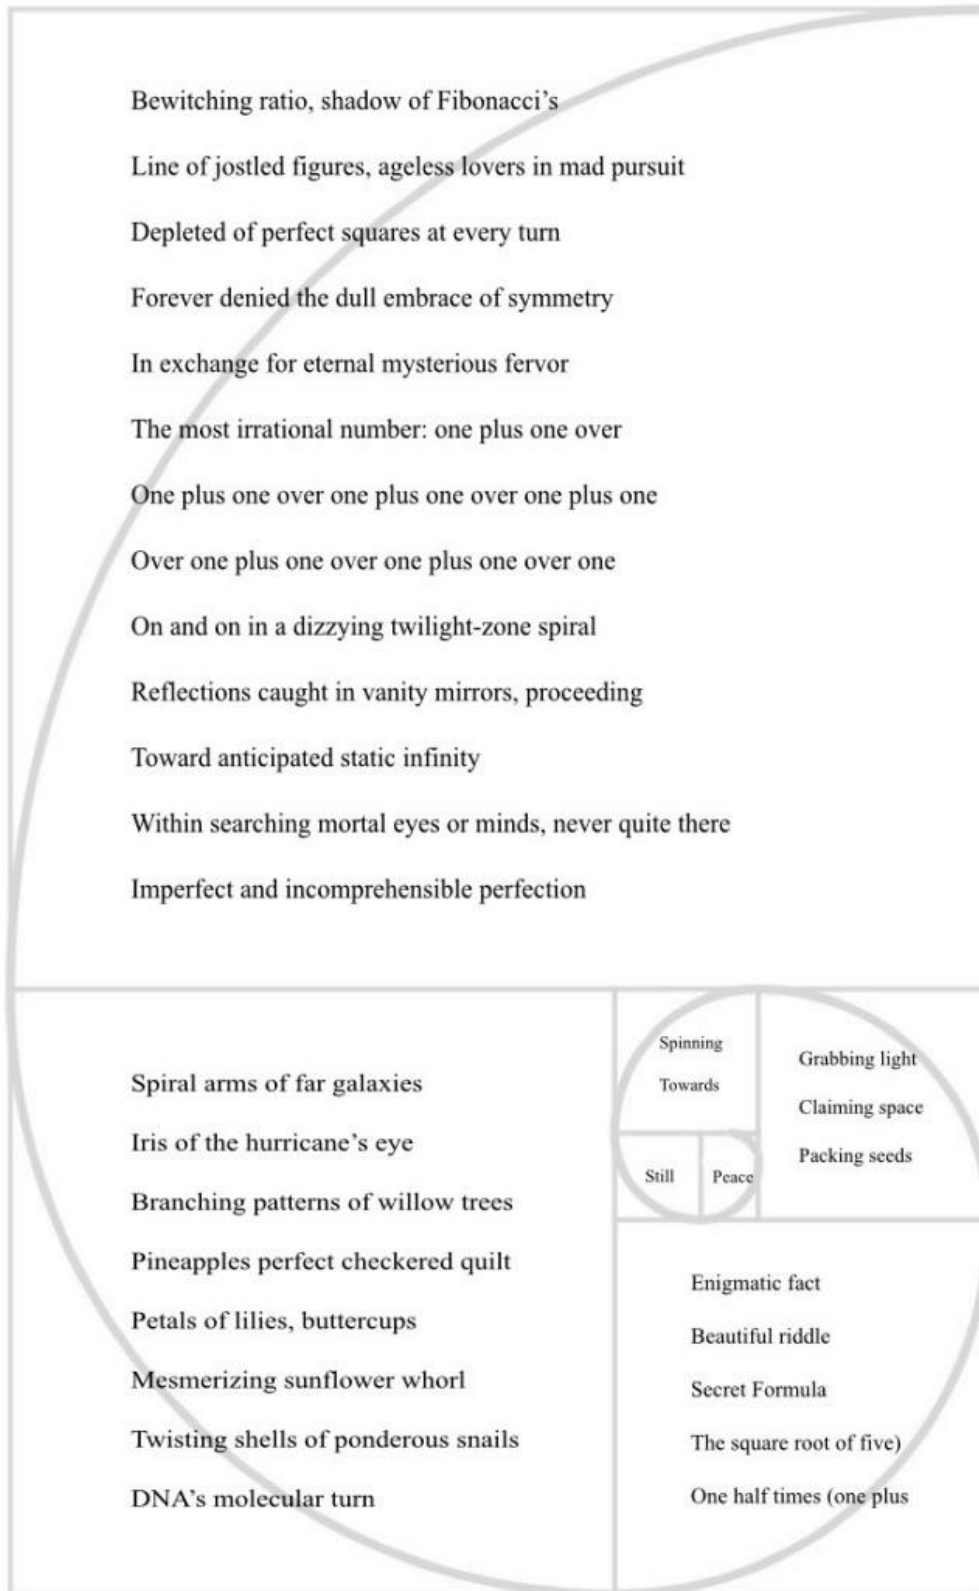 Bewitching ratio, shadow of Fibonacci’s
Line of jostled figures, ageless lovers in mad pursuit
Depleted of perfect squares at every turn
Forever denied the dull embrace of symmetry
In exchange for eternal mysterious fervor
The most irrational number: one plus one over
One plus one over one plus one over one plus one
Over one plus one over one plus one over one
On and on in a dizzying twilight-zone spiral
Reflections caught in vanity mirrors, proceeding
Toward anticipated static infinity
Within searching mortal eyes or minds, never quite there
Imperfect and incomprehensible perfection
Spiral arms of far galaxies
Iris of the hurricane’s eye
Branching patterns of willow trees
Pineapples perfect checkered quilt
Petals of lilies, buttercups
Mesmerizing sunflower whorl
Twisting shells of ponderous snails
DNA’s molecular turn
Spinning
Towards
Still
Peace
Grabbing light
Claiming space
Packing seeds
Enigmatic fact
Beautiful riddle
Secret Formula
The square root of five)
One half times (one plus